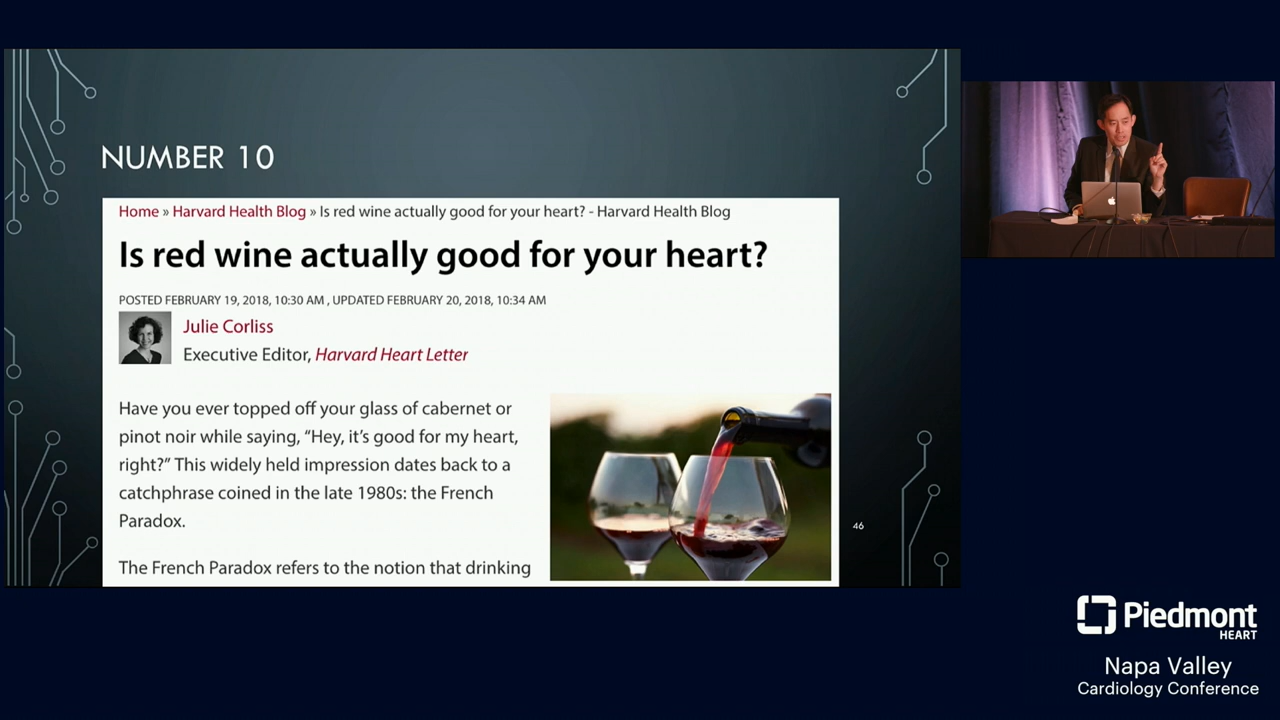 NUMBER 10
Home » Harvard Health Blog » Is red wine actually good for your heart? - Harvard Health Blog
Is red wine actually good for your heart?
POSTED FEBRUARY 19, 2018, 10:30 AM , UPDATED FEBRUARY 20, 2018, 10:34 AM
Julie Corliss
Executive Editor, Harvard Heart Letter
Have you ever topped off your glass of cabernet or
pinot noir while saying, “Hey, it’s good for my heart,
right?” This widely held impression dates back to a
catchphrase coined in the late 1980s: the French
Paradox.
The French Paradox refers to the notion that drinking
46
Piedmont
HEART
Napa Valley
Cardiology Conference